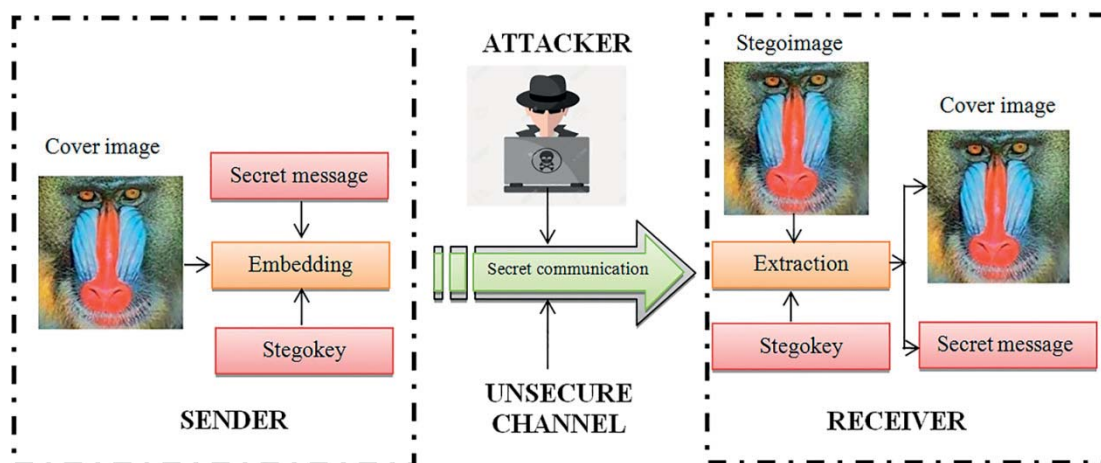 Cover image
Secret message
Embedding
Stegokey
SENDER
ATTACKER
Secret communication
UNSECURE
CHANNEL
Stegoimage
Cover image
Extraction
Stegokey
Secret message
RECEIVER